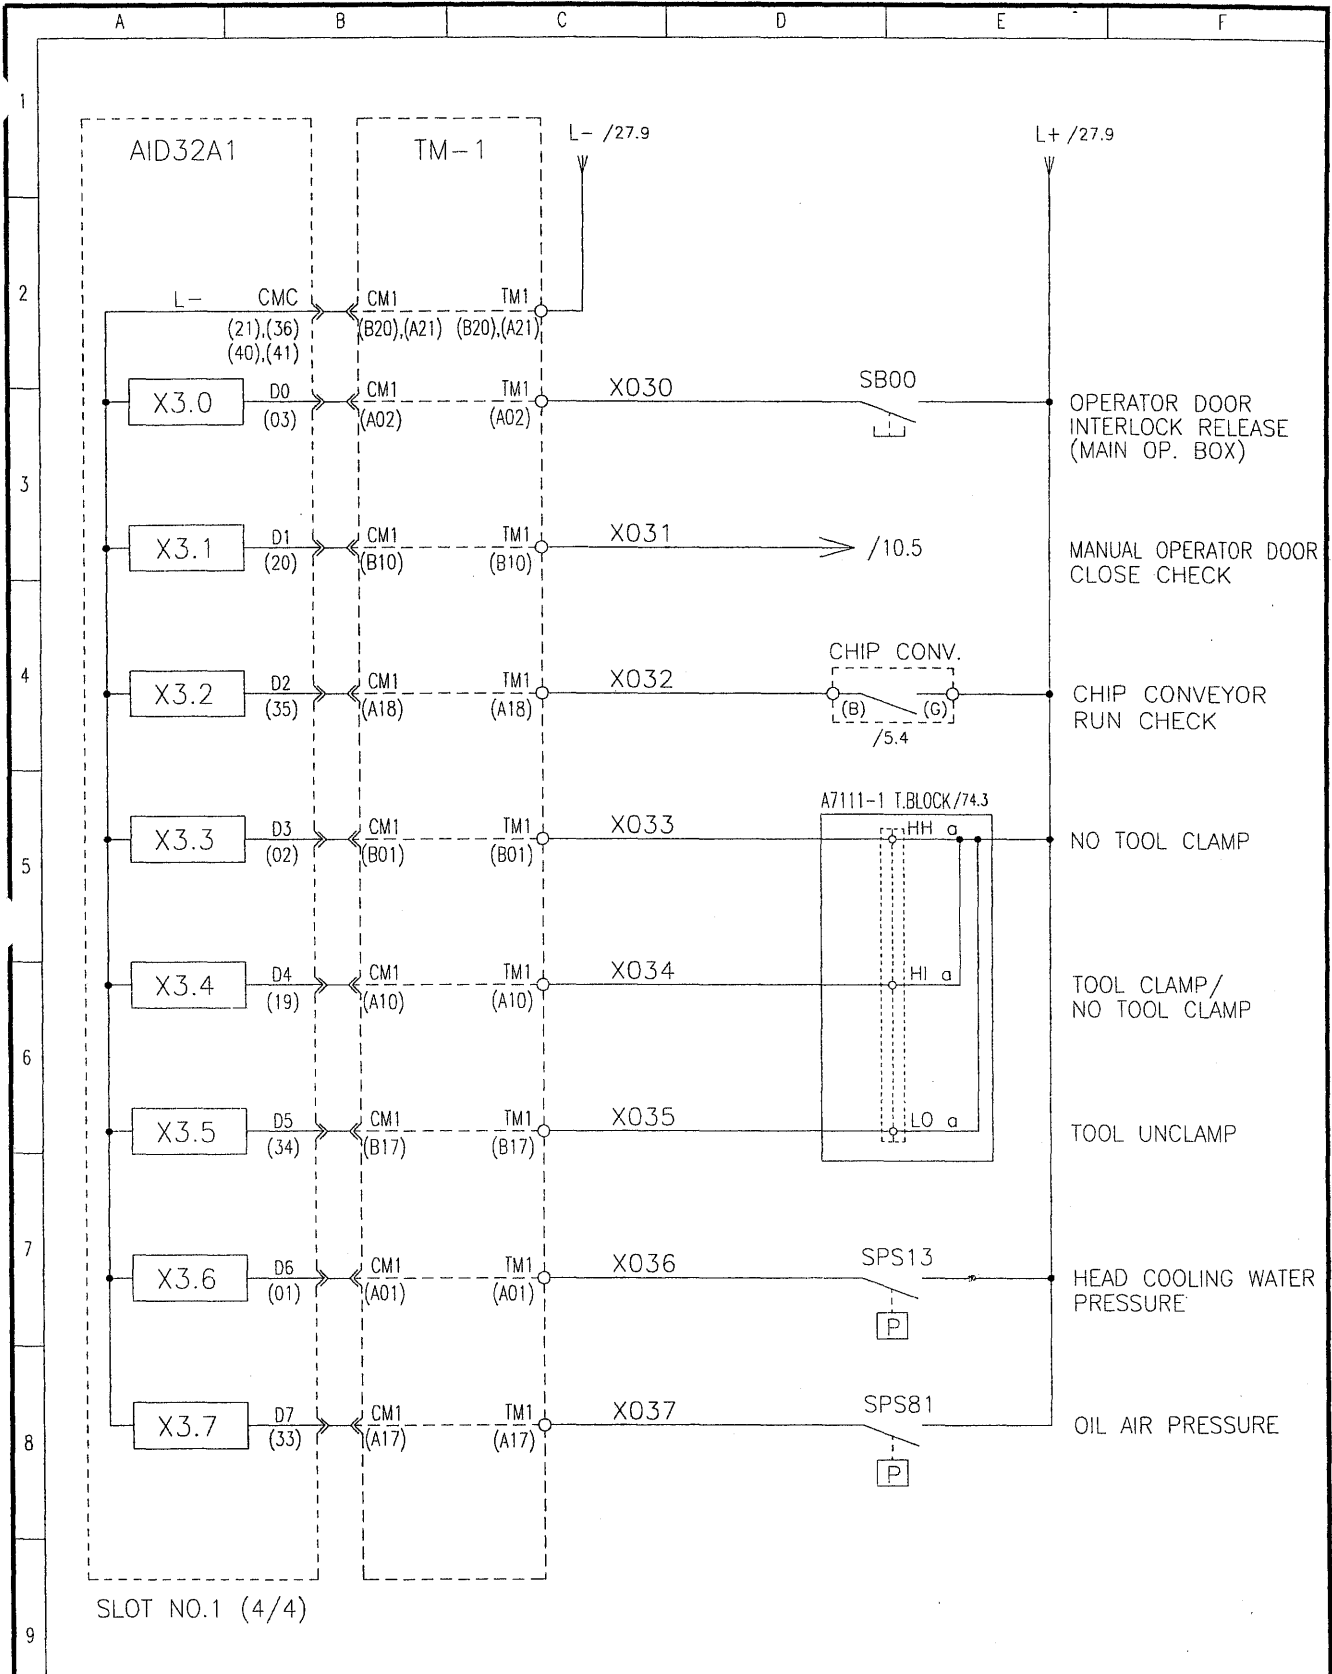 A B C D E F
1
AID32A1 TM-1 L- /27.9 L+ /27.9
2
L- CMC CM1 TM1
(21),(36) (B20),(A21) (B20),(A21)
(40),(41)
X3.0 D0 CM1 TM1 X030 SB00
(03) (A02) (A02)
OPERATOR DOOR
INTERLOCK RELEASE
(MAIN OP. BOX)
3
X3.1 D1 CM1 TM1 X031 /10.5
(20) (B10) (B10)
MANUAL OPERATOR DOOR
CLOSE CHECK
4
CHIP CONV.
X3.2 D2 CM1 TM1 X032
(35) (A18) (A18) (B) (G)
/5.4
CHIP CONVEYOR
RUN CHECK
A7111-1 T.BLOCK/74.3
5
X3.3 D3 CM1 TM1 X033 HH a
(02) (B01) (B01)
NO TOOL CLAMP
X3.4 D4 CM1 TM1 X034 HI a
(19) (A10) (A10)
TOOL CLAMP/
NO TOOL CLAMP
6
X3.5 D5 CM1 TM1 X035 LO a
(34) (B17) (B17)
TOOL UNCLAMP
7
X3.6 D6 CM1 TM1 X036 SPS13
(01) (A01) (A01)
P
HEAD COOLING WATER
PRESSURE
8
X3.7 D7 CM1 TM1 X037 SPS81
(33) (A17) (A17)
P
OIL AIR PRESSURE
SLOT NO.1 (4/4)
9